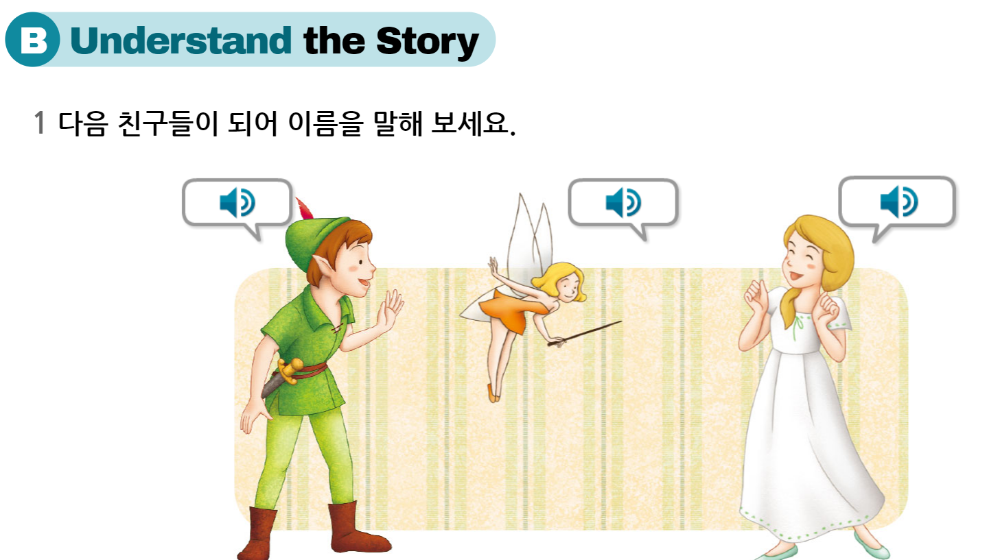 B Understand the Story
1 다음 친구들이 되어 이름을 말해 보세요.